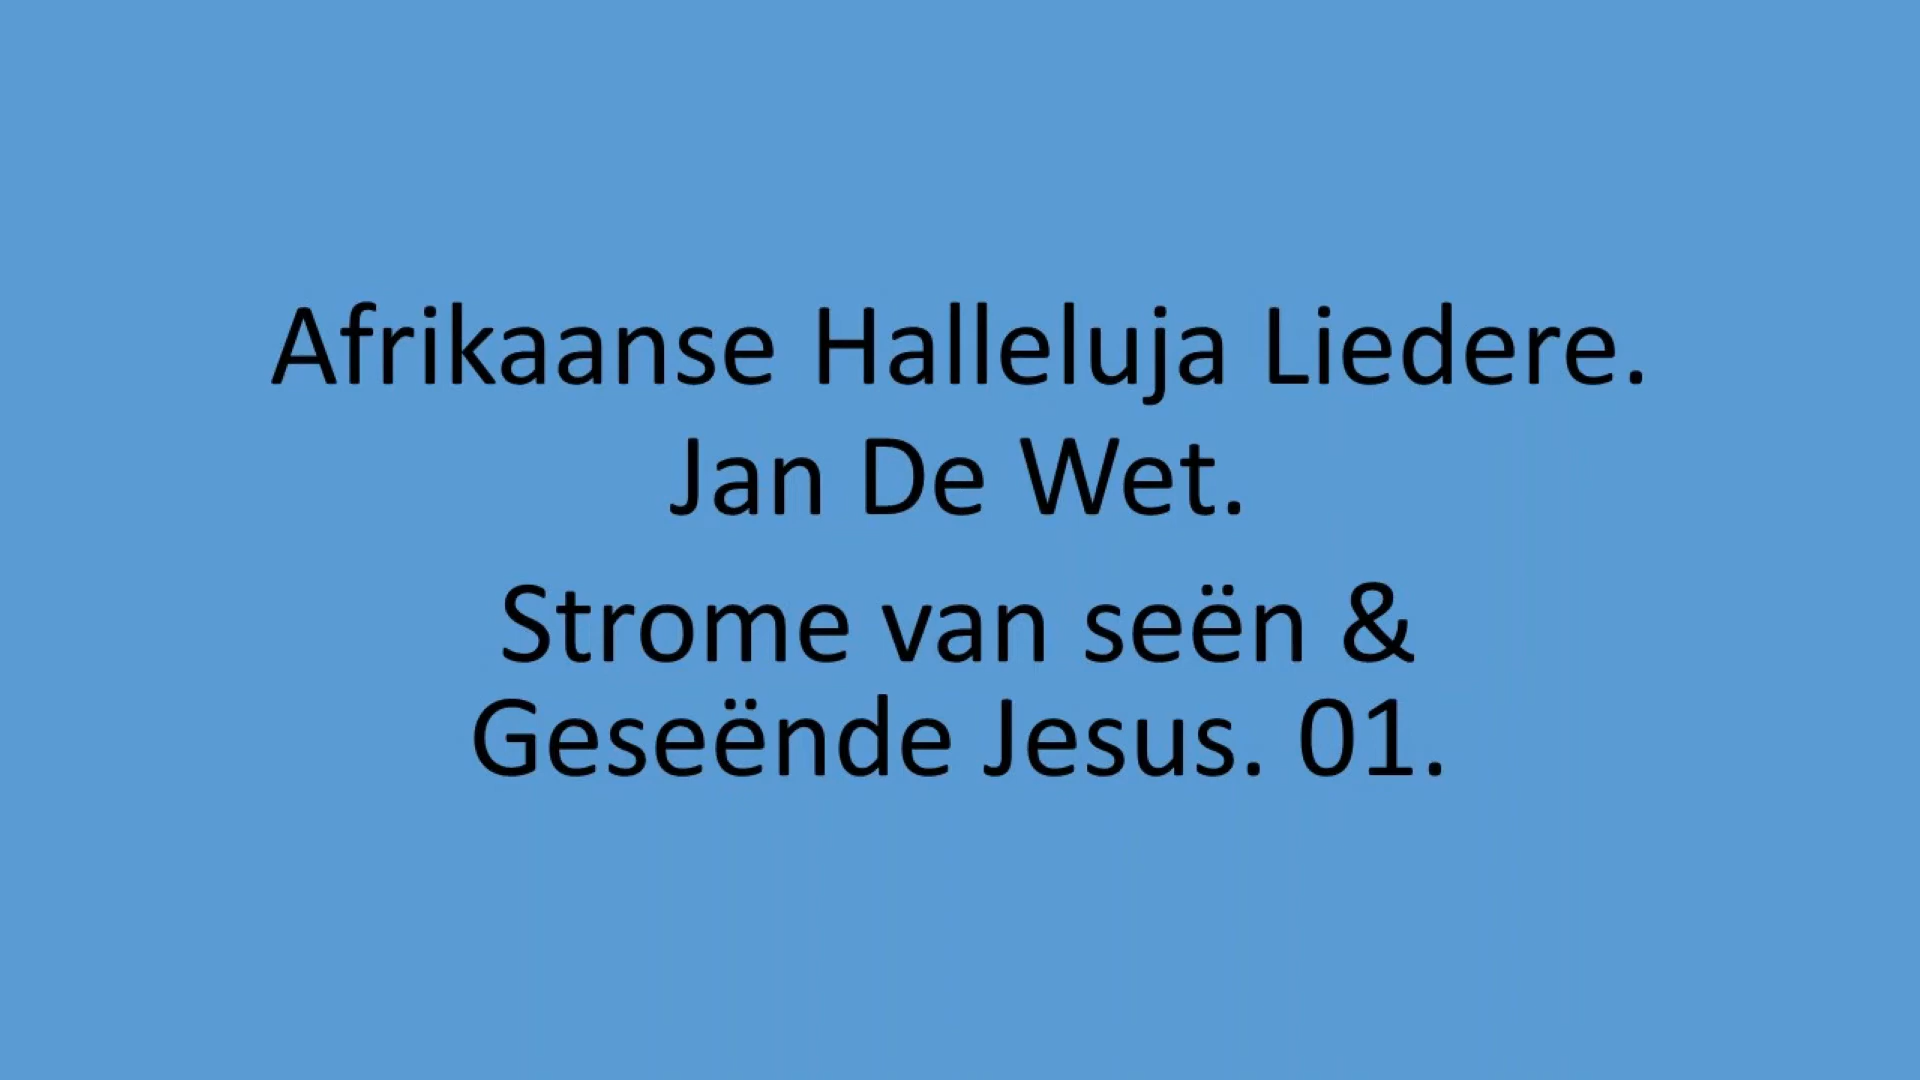 Afrikaanse Halleluja Liedere.
Jan De Wet.
Strome van seën &
Geseënde Jesus. 01.